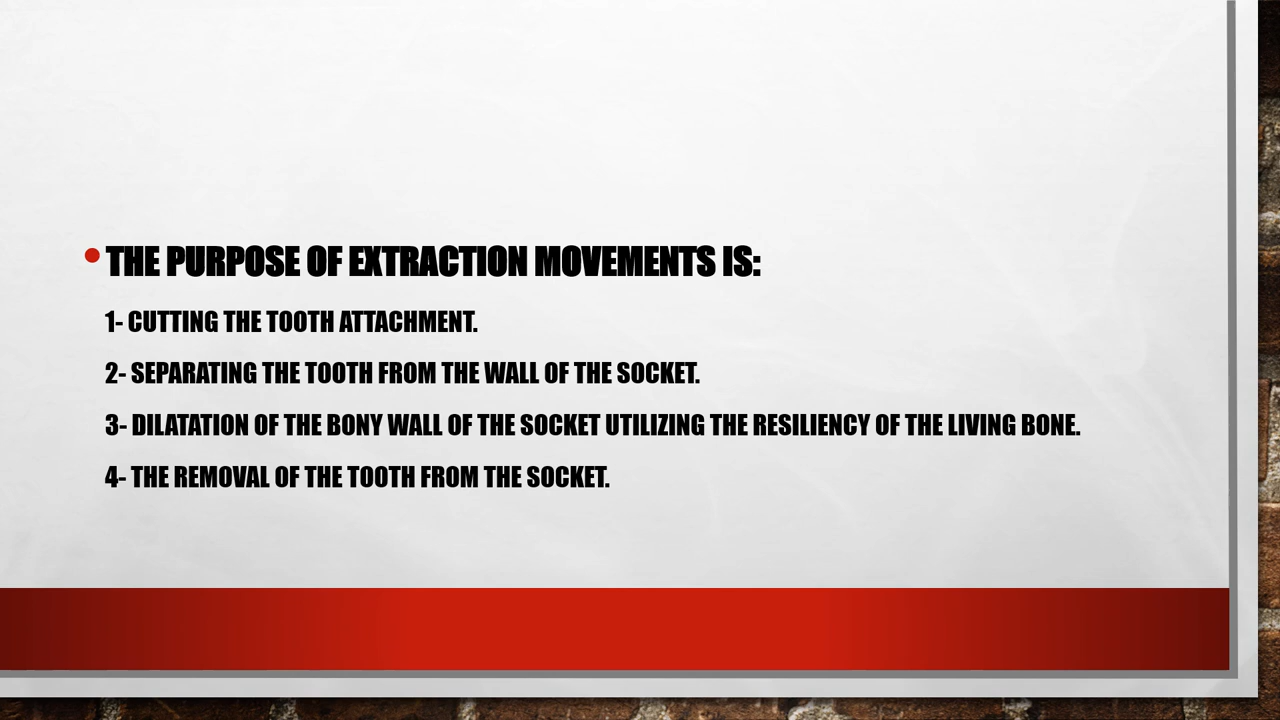 • THE PURPOSE OF EXTRACTION MOVEMENTS IS:
1- CUTTING THE TOOTH ATTACHMENT.
2- SEPARATING THE TOOTH FROM THE WALL OF THE SOCKET.
3- DILATATION OF THE BONY WALL OF THE SOCKET UTILIZING THE RESILIENCY OF THE LIVING BONE.
4- THE REMOVAL OF THE TOOTH FROM THE SOCKET.